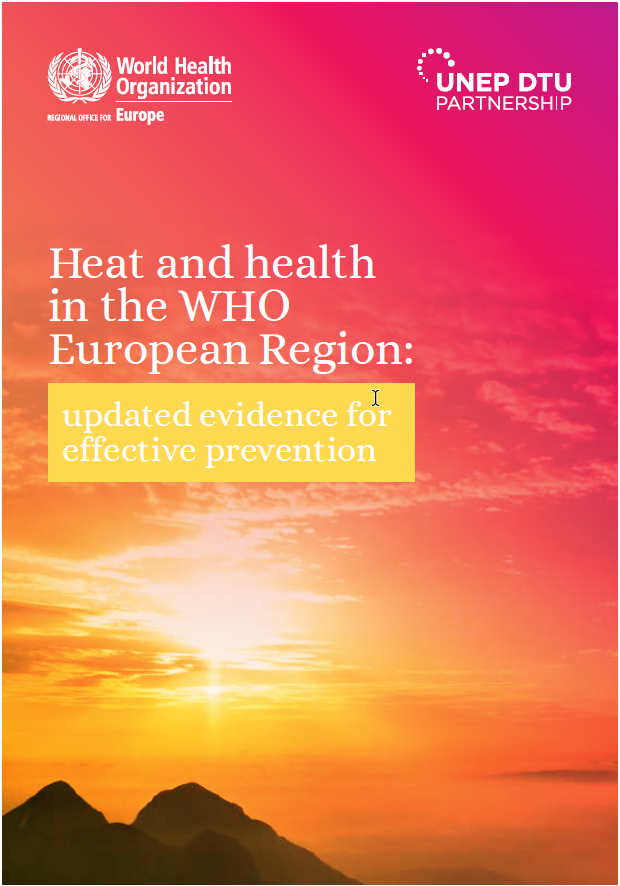 World Health
Organization
REGIONAL OFFICE FOR Europe
UNEP DTU
PARTNERSHIP
Heat and health
in the WHO
European Region:
updated evidence for
effective prevention